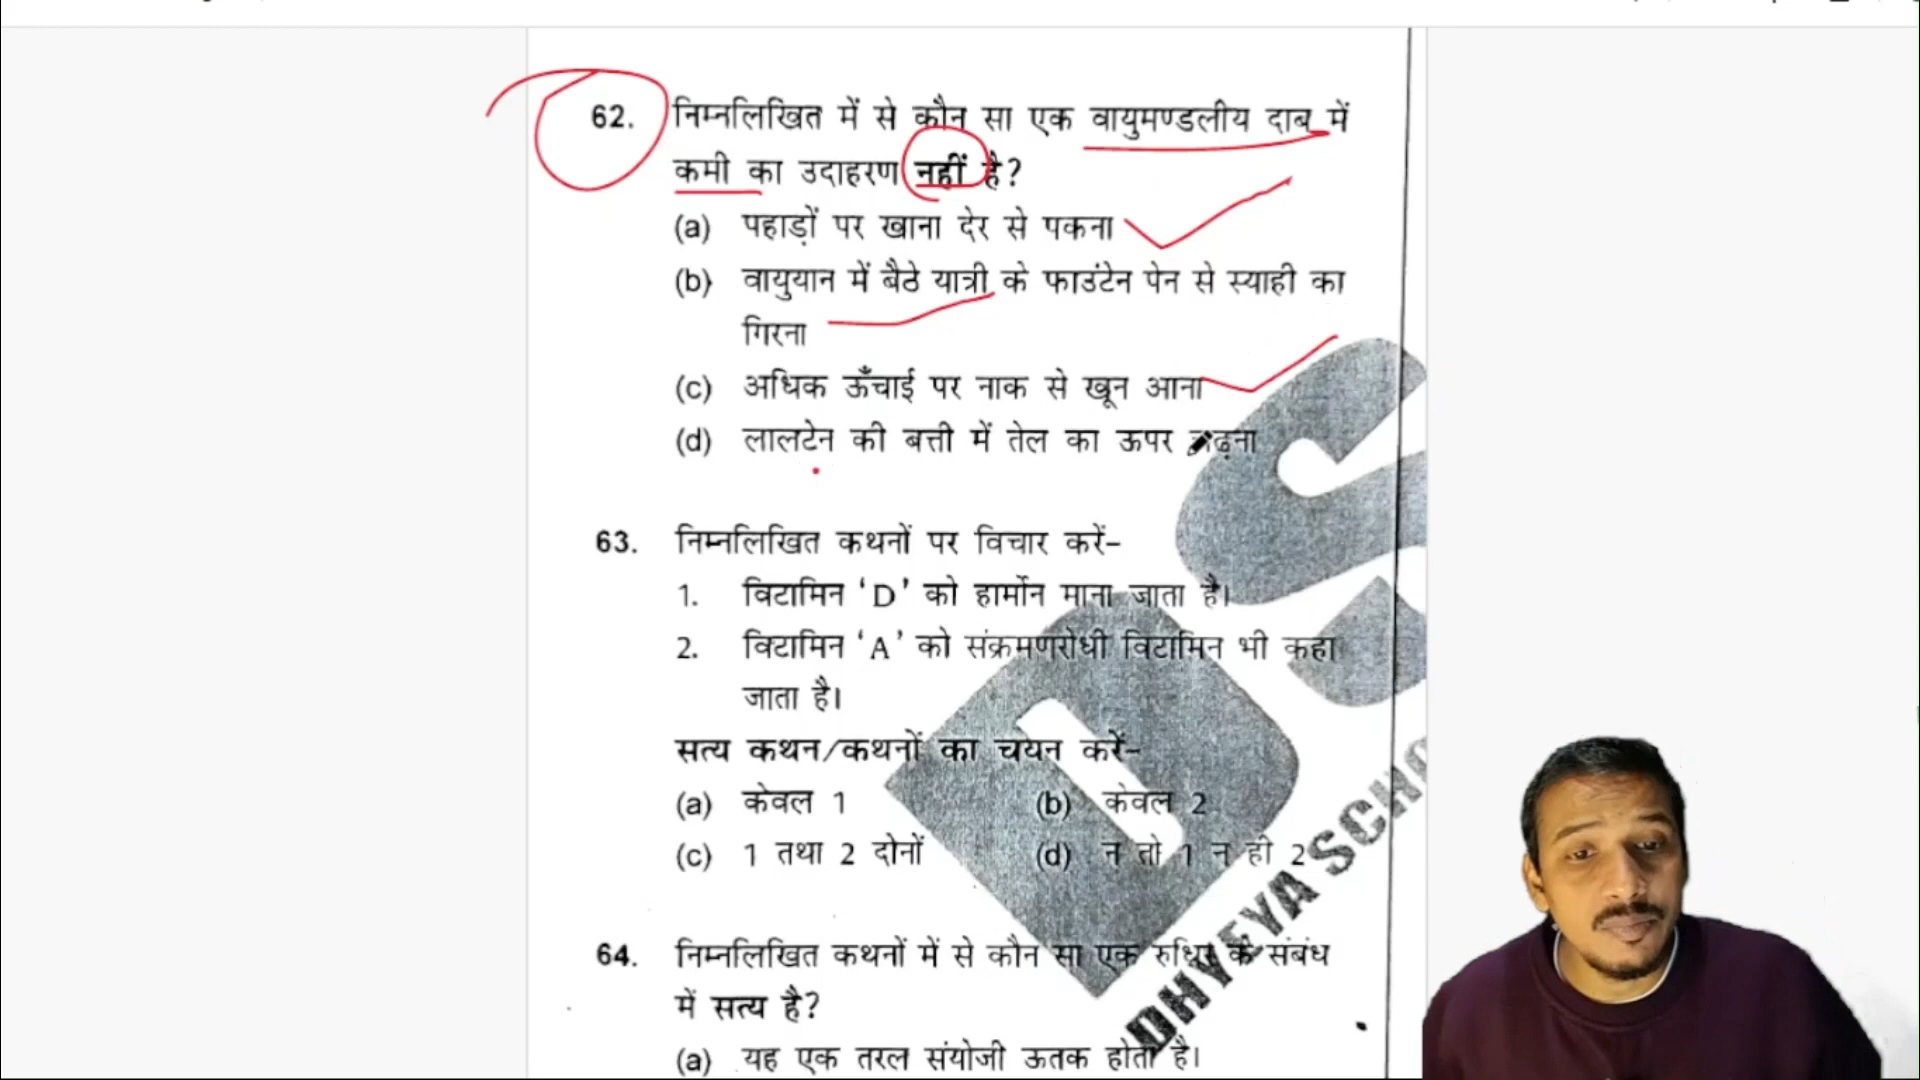 62. निम्नलिखित में से कौन सा एक वायुमण्डलीय दाब में
कमी का उदाहरण नहीं है?
(a) पहाड़ों पर खाना देर से पकना
(b) वायुयान में बैठे यात्री के फाउंटेन पेन से स्याही का
गिरना
(c) अधिक ऊँचाई पर नाक से खून आना
(d) लालटेन की बत्ती में तेल का ऊपर चढ़ना
63. निम्नलिखित कथनों पर विचार करें-
1. विटामिन ‘D’ को हार्मोन माना जाता है।
2. विटामिन ‘A’ को संक्रमणरोधी विटामिन भी कहा
जाता है।
सत्य कथन/कथनों का चयन करें-
(a) केवल 1 (b) केवल 2
(c) 1 तथा 2 दोनों (d) न तो 1 न ही 2
64. निम्नलिखित कथनों में से कौन सा एक रुधिर के संबंध
में सत्य है?
(a) यह एक तरल संयोजी ऊतक होता है।
DS
DHYEYA'S